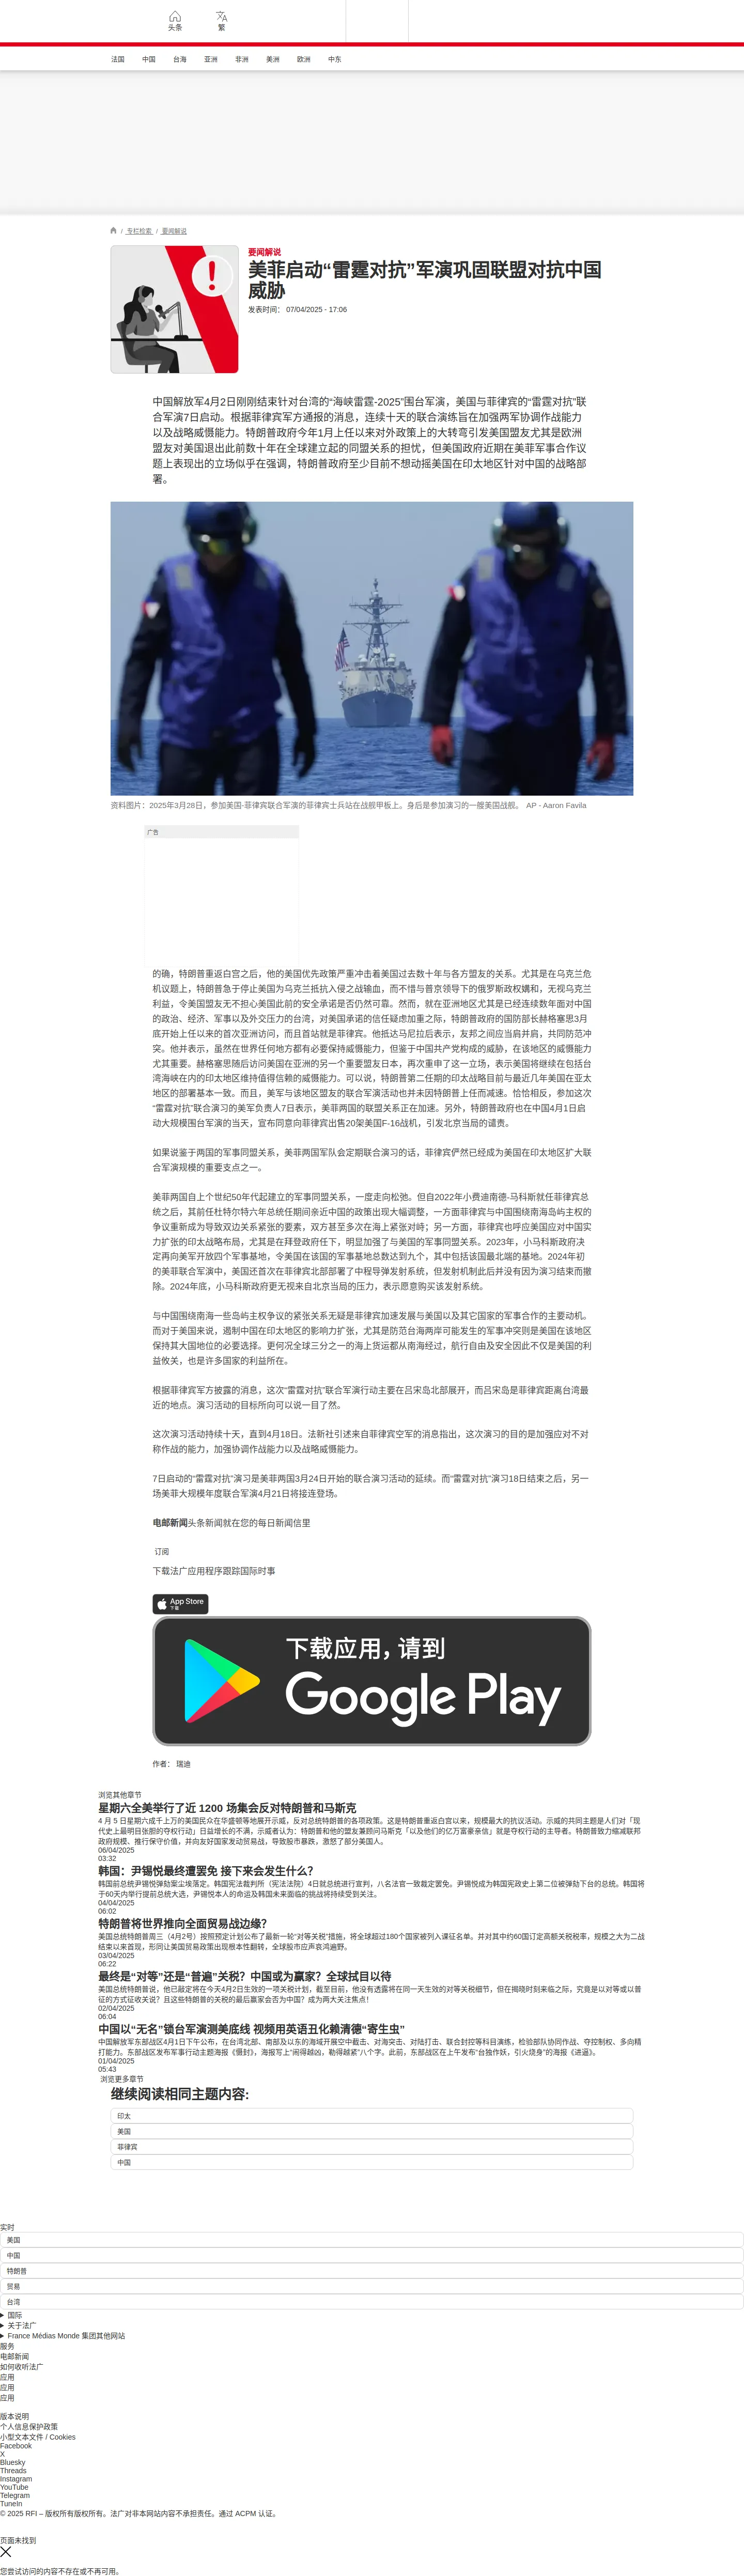 头条
繁
法国 中国 台海 亚洲 非洲 美洲 欧洲 中东
/ 专栏检索 / 要闻解说
要闻解说
美菲启动“雷霆对抗”军演巩固联盟对抗中国
威胁
发表时间： 07/04/2025 - 17:06
中国解放军4月2日刚刚结束针对台湾的“海峡雷霆-2025”围台军演，美国与菲律宾的“雷霆对抗”联
合军演7日启动。根据菲律宾军方通报的消息，连续十天的联合演练旨在加强两军协调作战能力
以及战略威慑能力。特朗普政府今年1月上任以来对外政策上的大转弯引发美国盟友尤其是欧洲
盟友对美国退出此前数十年在全球建立起的同盟关系的担忧，但美国政府近期在美菲军事合作议
题上表现出的立场似乎在强调，特朗普政府至少目前不想动摇美国在印太地区针对中国的战略部
署。
资料图片：2025年3月28日，参加美国-菲律宾联合军演的菲律宾士兵站在战舰甲板上。身后是参加演习的一艘美国战舰。 AP - Aaron Favila
广告
的确，特朗普重返白宫之后，他的美国优先政策严重冲击着美国过去数十年与各方盟友的关系。尤其是在乌克兰危
机议题上，特朗普急于停止美国为乌克兰抵抗入侵之战输血，而不惜与普京领导下的俄罗斯政权媾和，无视乌克兰
利益，令美国盟友无不担心美国此前的安全承诺是否仍然可靠。然而，就在亚洲地区尤其是已经连续数年面对中国
的政治、经济、军事以及外交压力的台湾，对美国承诺的信任疑虑加重之际，特朗普政府的国防部长赫格塞思3月
底开始上任以来的首次亚洲访问，而且首站就是菲律宾。他抵达马尼拉后表示，友邦之间应当肩并肩，共同防范冲
突。他并表示，虽然在世界任何地方都有必要保持威慑能力，但鉴于中国共产党构成的威胁，在该地区的威慑能力
尤其重要。赫格塞思随后访问美国在亚洲的另一个重要盟友日本，再次重申了这一立场，表示美国将继续在包括台
湾海峡在内的印太地区维持值得信赖的威慑能力。可以说，特朗普第二任期的印太战略目前与最近几年美国在亚太
地区的部署基本一致。而且，美军与该地区盟友的联合军演活动也并未因特朗普上任而减速。恰恰相反，参加这次
“雷霆对抗”联合演习的美军负责人7日表示，美菲两国的联盟关系正在加速。另外，特朗普政府也在中国4月1日启
动大规模围台军演的当天，宣布同意向菲律宾出售20架美国F-16战机，引发北京当局的谴责。
如果说鉴于两国的军事同盟关系，美菲两国军队会定期联合演习的话，菲律宾俨然已经成为美国在印太地区扩大联
合军演规模的重要支点之一。
美菲两国自上个世纪50年代起建立的军事同盟关系，一度走向松弛。但自2022年小费迪南德-马科斯就任菲律宾总
统之后，其前任杜特尔特六年总统任期间亲近中国的政策出现大幅调整，一方面菲律宾与中国围绕南海岛屿主权的
争议重新成为导致双边关系紧张的要素，双方甚至多次在海上紧张对峙；另一方面，菲律宾也呼应美国应对中国实
力扩张的印太战略布局，尤其是在拜登政府任下，明显加强了与美国的军事同盟关系。2023年，小马科斯政府决
定再向美军开放四个军事基地，令美国在该国的军事基地总数达到九个，其中包括该国最北端的基地。2024年初
的美菲联合军演中，美国还首次在菲律宾北部部署了中程导弹发射系统，但发射机制此后并没有因为演习结束而撤
除。2024年底，小马科斯政府更无视来自北京当局的压力，表示愿意购买该发射系统。
与中国围绕南海一些岛屿主权争议的紧张关系无疑是菲律宾加速发展与美国以及其它国家的军事合作的主要动机。
而对于美国来说，遏制中国在印太地区的影响力扩张，尤其是防范台海两岸可能发生的军事冲突则是美国在该地区
保持其大国地位的必要选择。更何况全球三分之一的海上货运都从南海经过，航行自由及安全因此不仅是美国的利
益攸关，也是许多国家的利益所在。
根据菲律宾军方披露的消息，这次“雷霆对抗”联合军演行动主要在吕宋岛北部展开，而吕宋岛是菲律宾距离台湾最
近的地点。演习活动的目标所向可以说一目了然。
这次演习活动持续十天，直到4月18日。法新社引述来自菲律宾空军的消息指出，这次演习的目的是加强应对不对
称作战的能力，加强协调作战能力以及战略威慑能力。
7日启动的“雷霆对抗”演习是美菲两国3月24日开始的联合演习活动的延续。而“雷霆对抗”演习18日结束之后，另一
场美菲大规模年度联合军演4月21日将接连登场。
电邮新闻头条新闻就在您的每日新闻信里
订阅
下载法广应用程序跟踪国际时事
App Store
下载
下载应用，请到
Google Play
作者： 瑞迪
浏览其他章节
星期六全美举行了近 1200 场集会反对特朗普和马斯克
4 月 5 日星期六成千上万的美国民众在华盛顿等地展开示威，反对总统特朗普的各项政策。这是特朗普重返白宫以来，规模最大的抗议活动。示威的共同主题是人们对「现
代史上最明目张胆的夺权行动」日益增长的不满，示威者认为：特朗普和他的盟友兼顾问马斯克「以及他们的亿万富豪亲信」就是夺权行动的主导者。特朗普致力缩减联邦
政府规模、推行保守价值，并向友好国家发动贸易战，导致股市暴跌，激怒了部分美国人。
06/04/2025
03:32
韩国：尹锡悦最终遭罢免 接下来会发生什么？
韩国前总统尹锡悦弹劾案尘埃落定。韩国宪法裁判所（宪法法院）4日就总统进行宣判，八名法官一致裁定罢免。尹锡悦成为韩国宪政史上第二位被弹劾下台的总统。韩国将
于60天内举行提前总统大选，尹锡悦本人的命运及韩国未来面临的挑战将持续受到关注。
04/04/2025
06:02
特朗普将世界推向全面贸易战边缘？
美国总统特朗普周三（4月2号）按照预定计划公布了最新一轮“对等关税”措施，将全球超过180个国家被列入课征名单。并对其中约60国订定高额关税税率，规模之大为二战
结束以来首现，形同让美国贸易政策出现根本性翻转，全球股市应声哀鸿遍野。
03/04/2025
06:22
最终是“对等”还是“普遍”关税？中国或为赢家？全球拭目以待
美国总统特朗普说，他已敲定将在今天4月2日生效的一项关税计划，截至目前，他没有透露将在同一天生效的对等关税细节，但在揭晓时刻来临之际，究竟是以对等或以普
征的方式征收关说？且这些特朗普的关税的最后赢家会否为中国？成为两大关注焦点！
02/04/2025
06:04
中国以“无名”锁台军演测美底线 视频用英语丑化赖清德“寄生虫”
中国解放军东部战区4月1日下午公布，在台湾北部、南部及以东的海域开展空中截击、对海突击、对陆打击、联合封控等科目演练，检验部队协同作战、夺控制权、多向精
打能力。东部战区发布军事行动主题海报《慑封》，海报写上“闹得越凶，勒得越紧”八个字。此前，东部战区在上午发布“台独作妖，引火烧身”的海报《进逼》。
01/04/2025
05:43
浏览更多章节
继续阅读相同主题内容:
印太
美国
菲律宾
中国
实时
美国
中国
特朗普
贸易
台湾
国际
关于法广
France Médias Monde 集团其他网站
服务
电邮新闻
如何收听法广
应用
应用
应用
版本说明
个人信息保护政策
小型文本文件 / Cookies
Facebook
X
Bluesky
Threads
Instagram
YouTube
Telegram
TuneIn
© 2025 RFI – 版权所有版权所有。法广对非本网站内容不承担责任。通过 ACPM 认证。
页面未找到
您尝试访问的内容不存在或不再可用。